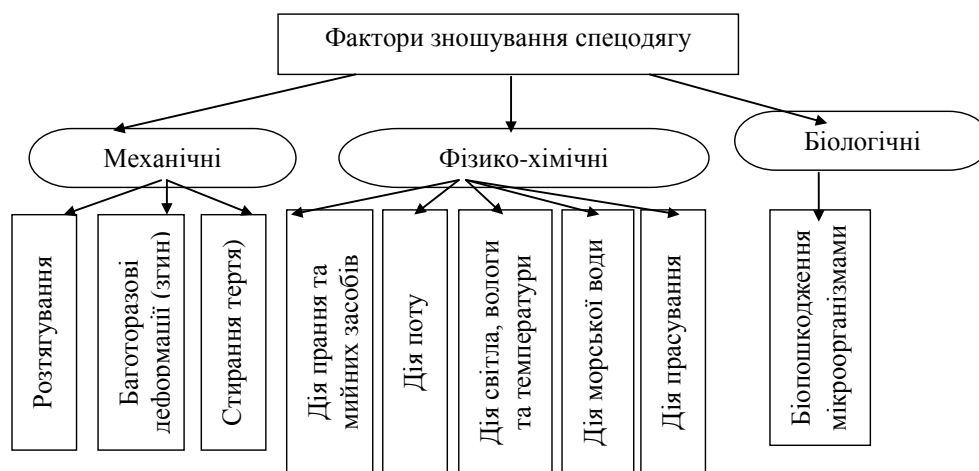 Фактори зношування спецодягу
Механічні
Фізико-хімічні
Біологічні
Розтягування
Баготоразові
деформації (згин)
Стирання тертя)
Дія прання та
мийних засобів
Дія поту
Дія світла, вологи
та температури
Дія морської води
Дія прасування
Біопошкодження
мікроорганізмами